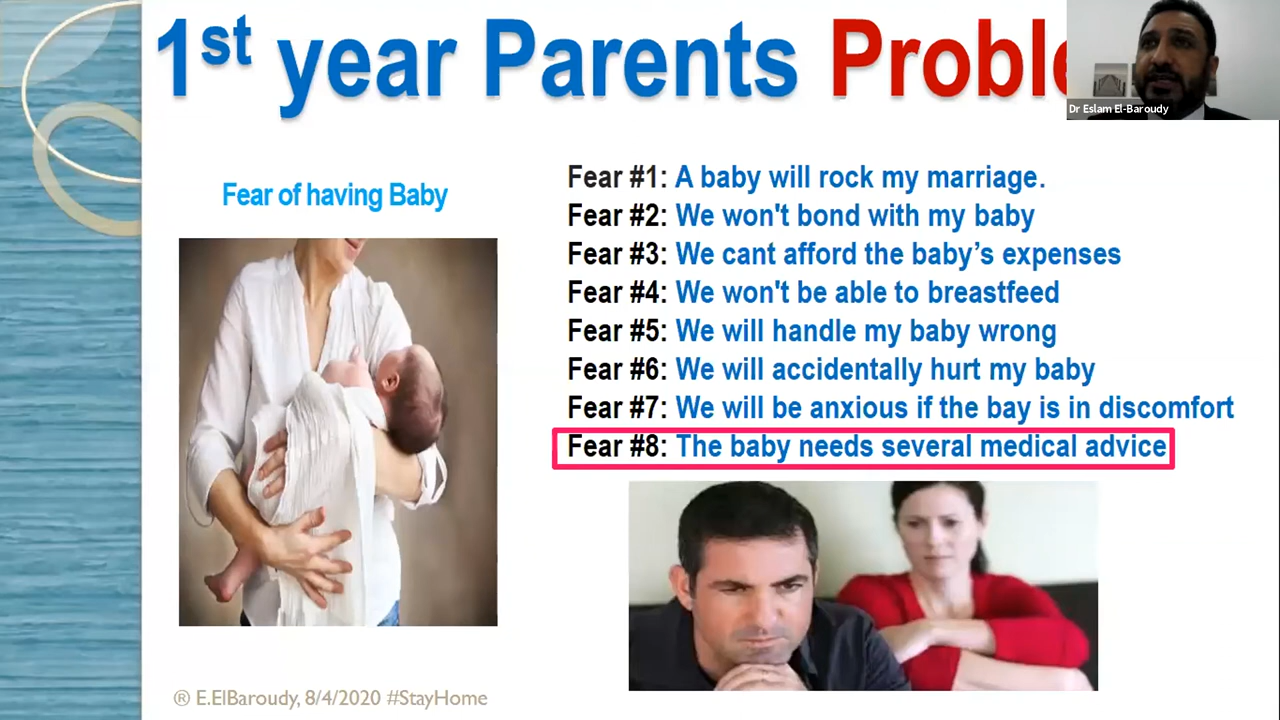 1st year Parents Proble
Dr Eslam El-Baroudy
Fear of having Baby
Fear #1: A baby will rock my marriage.
Fear #2: We won't bond with my baby
Fear #3: We cant afford the baby’s expenses
Fear #4: We won't be able to breastfeed
Fear #5: We will handle my baby wrong
Fear #6: We will accidentally hurt my baby
Fear #7: We will be anxious if the bay is in discomfort
Fear #8: The baby needs several medical advice
® E.ElBaroudy, 8/4/2020 #StayHome